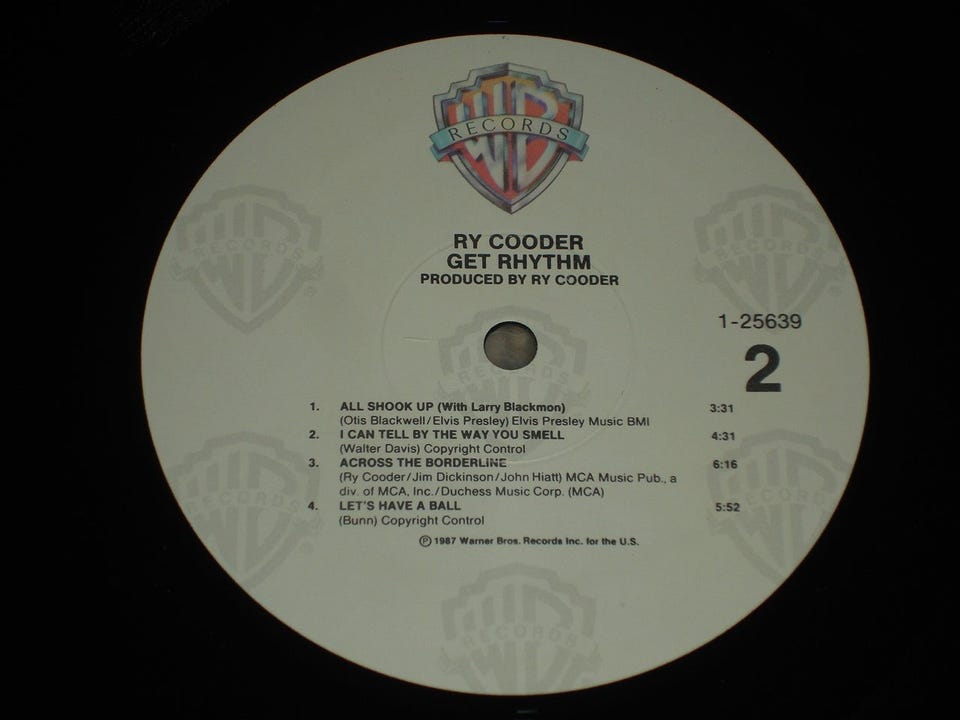 WB
RECORDS
RY COODER
GET RHYTHM
PRODUCED BY RY COODER
1-25639
2
1. ALL SHOOK UP (With Larry Blackmon) 3:31
(Otis Blackwell/Elvis Presley) Elvis Presley Music BMI
2. I CAN TELL BY THE WAY YOU SMELL 4:31
(Walter Davis) Copyright Control
3. ACROSS THE BORDERLINE 6:16
(Ry Cooder/Jim Dickinson/John Hiatt) MCA Music Pub., a
div. of MCA, Inc./Duchess Music Corp. (MCA)
4. LET'S HAVE A BALL 5:52
(Bunn) Copyright Control
℗ 1987 Warner Bros. Records Inc. for the U.S.